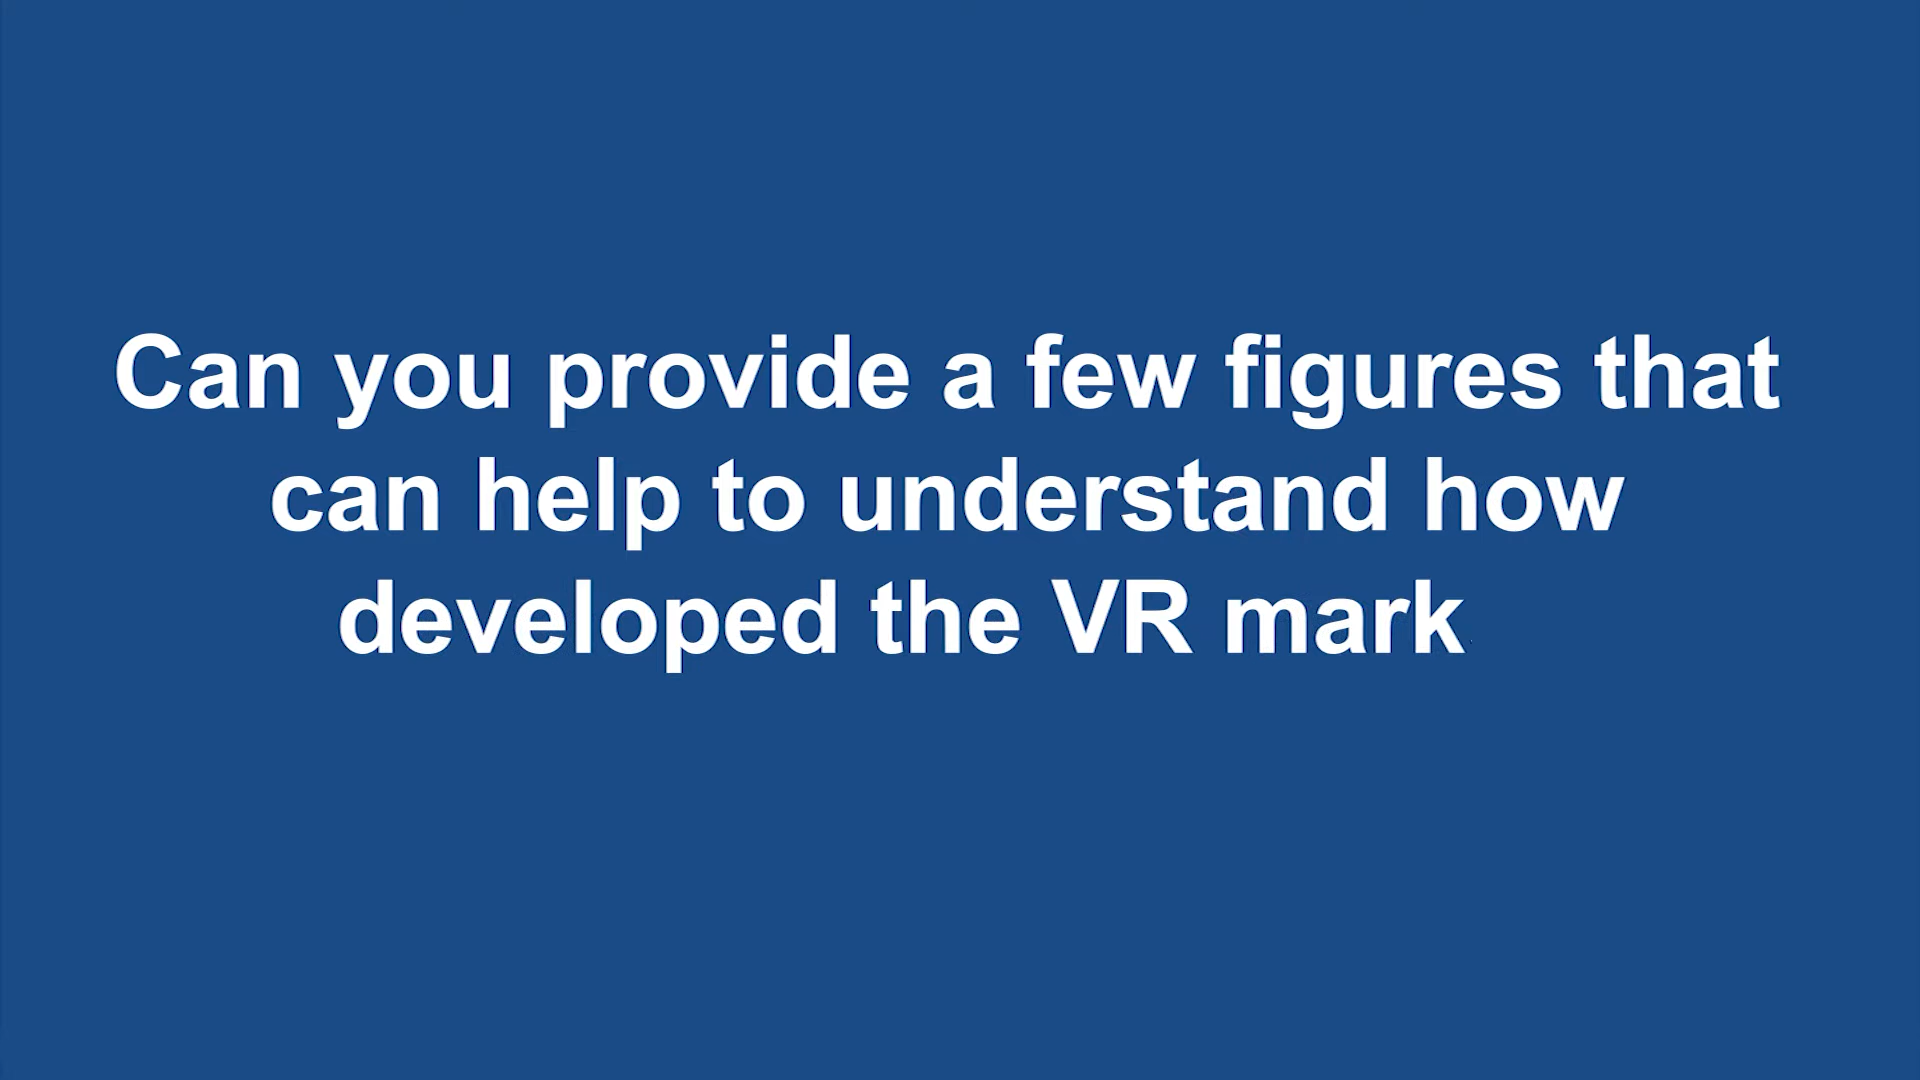 Can you provide a few figures that
can help to understand how
developed the VR mark